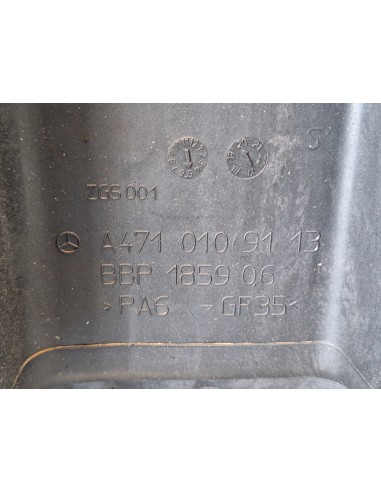 S
ZGS 001
A471 010 91 13
BBP 1859 06
>PA6 -GF35<